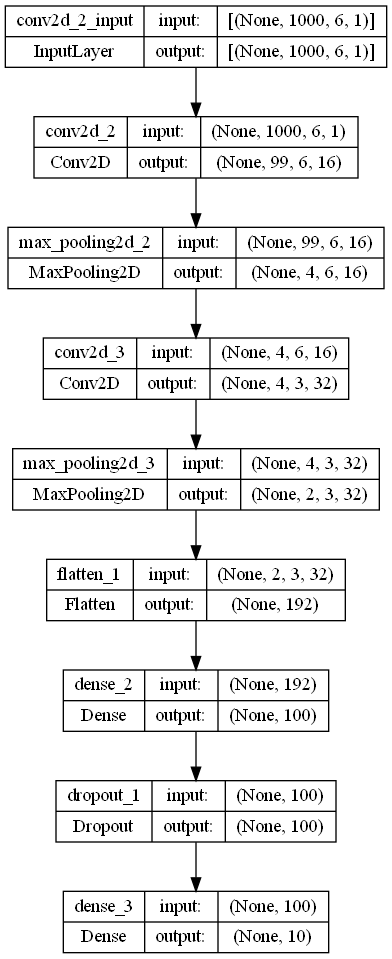 conv2d_2_input input: [(None, 1000, 6, 1)]
InputLayer output: [(None, 1000, 6, 1)]
conv2d_2 input: (None, 1000, 6, 1)
Conv2D output: (None, 99, 6, 16)
max_pooling2d_2 input: (None, 99, 6, 16)
MaxPooling2D output: (None, 4, 6, 16)
conv2d_3 input: (None, 4, 6, 16)
Conv2D output: (None, 4, 3, 32)
max_pooling2d_3 input: (None, 4, 3, 32)
MaxPooling2D output: (None, 2, 3, 32)
flatten_1 input: (None, 2, 3, 32)
Flatten output: (None, 192)
dense_2 input: (None, 192)
Dense output: (None, 100)
dropout_1 input: (None, 100)
Dropout output: (None, 100)
dense_3 input: (None, 100)
Dense output: (None, 10)